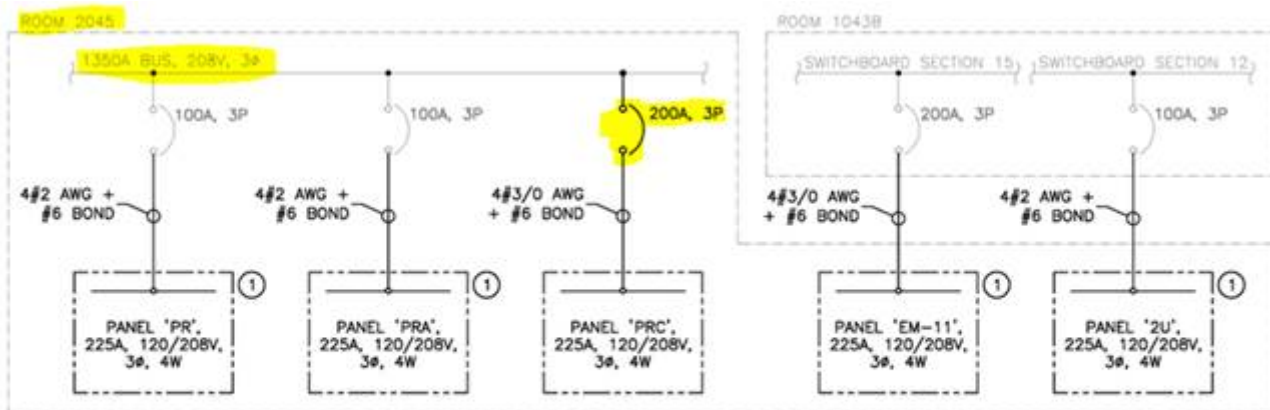 ROOM 2045
ROOM 1043B
1350A BUS, 208V, 3ø
SWITCHBOARD SECTION 15
SWITCHBOARD SECTION 12
100A, 3P
100A, 3P
200A, 3P
200A, 3P
100A, 3P
4#2 AWG +
#6 BOND
4#2 AWG +
#6 BOND
4#3/0 AWG
+ #6 BOND
4#3/0 AWG
+ #6 BOND
4#2 AWG +
#6 BOND
1
1
1
1
PANEL 'PR',
225A, 120/208V,
3ø, 4W
PANEL 'PRA',
225A, 120/208V,
3ø, 4W
PANEL 'PRC',
225A, 120/208V,
3ø, 4W
PANEL 'EM-11',
225A, 120/208V,
3ø, 4W
PANEL '2U',
225A, 120/208V,
3ø, 4W